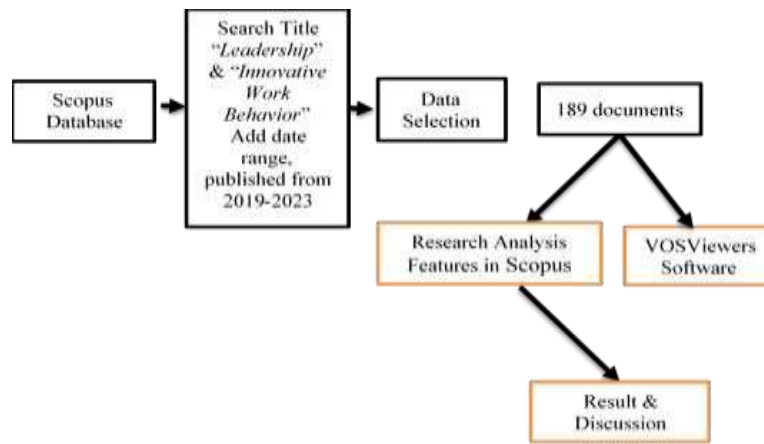 Scopus
Database
Search Title
“Leadership”
& “Innovative
Work
Behavior”
Add date
range,
published from
2019-2023
Data
Selection
189 documents
Research Analysis
Features in Scopus
VOSViewers
Software
Result &
Discussion